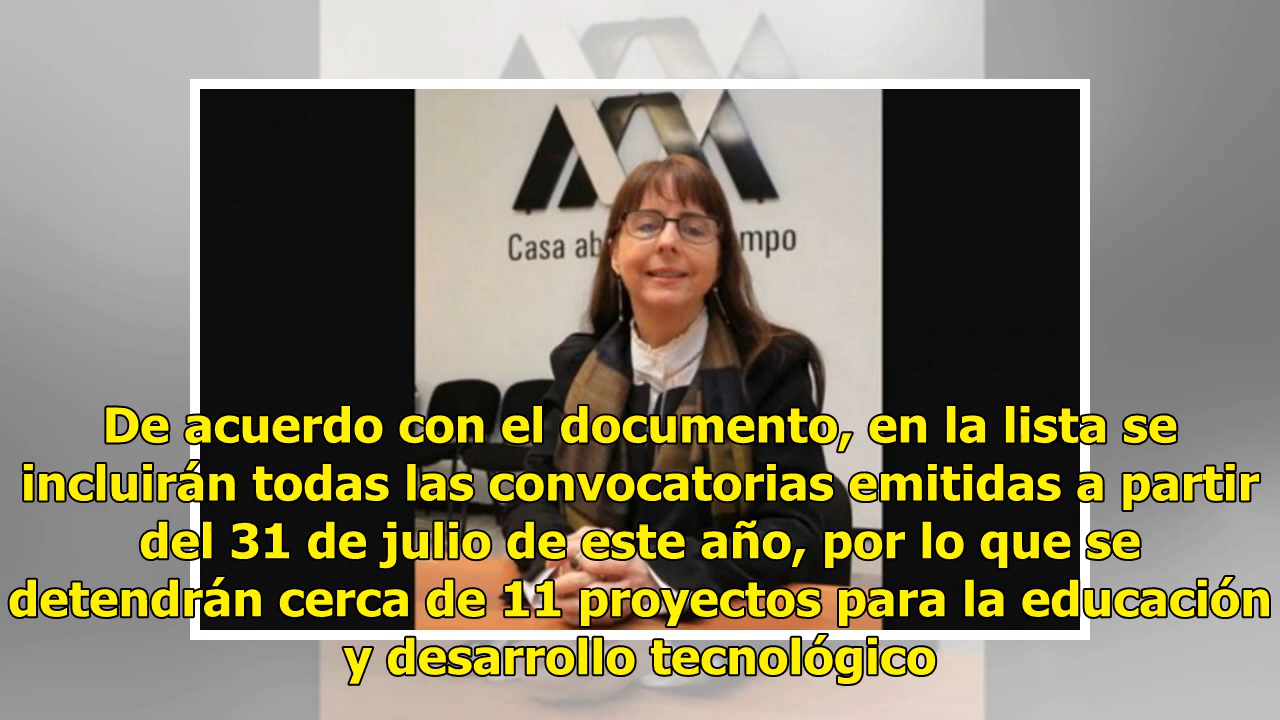 Casa ab mpo
De acuerdo con el documento, en la lista se
incluirán todas las convocatorias emitidas a partir
del 31 de julio de este año, por lo que se
detendrán cerca de 11 proyectos para la educación
y desarrollo tecnológico